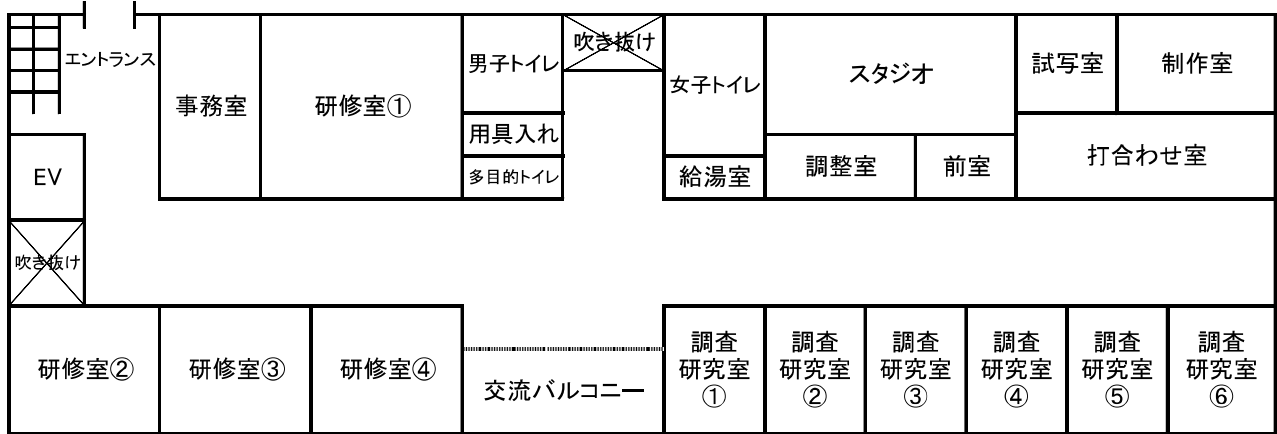 エントランス
事務室
研修室①
男子トイレ
用具入れ
多目的トイレ
吹き抜け
女子トイレ
給湯室
スタジオ
調整室
前室
試写室
制作室
打合わせ室
EV
吹き抜け
研修室②
研修室③
研修室④
交流バルコニー
調査
研究室
①
調査
研究室
②
調査
研究室
③
調査
研究室
④
調査
研究室
⑤
調査
研究室
⑥